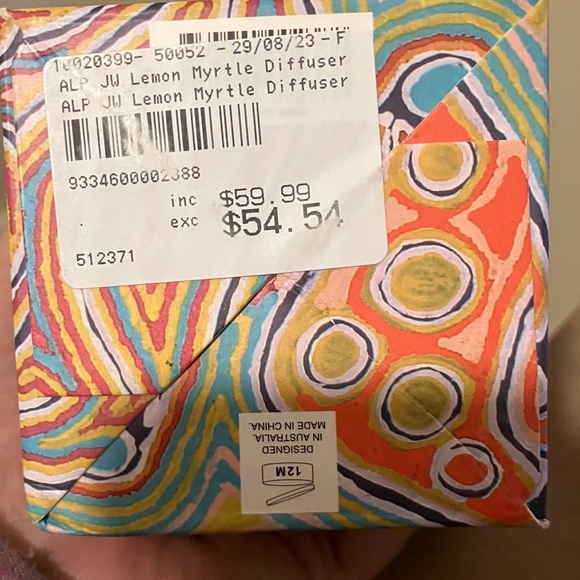 10020399- 50052 - 29/08/23 - F
ALP JW Lemon Myrtle Diffuser
ALP JW Lemon Myrtle Diffuser
9334600002388
inc $59.99
exc $54.54
512371
DESIGNED
IN AUSTRALIA.
MADE IN CHINA.
12M